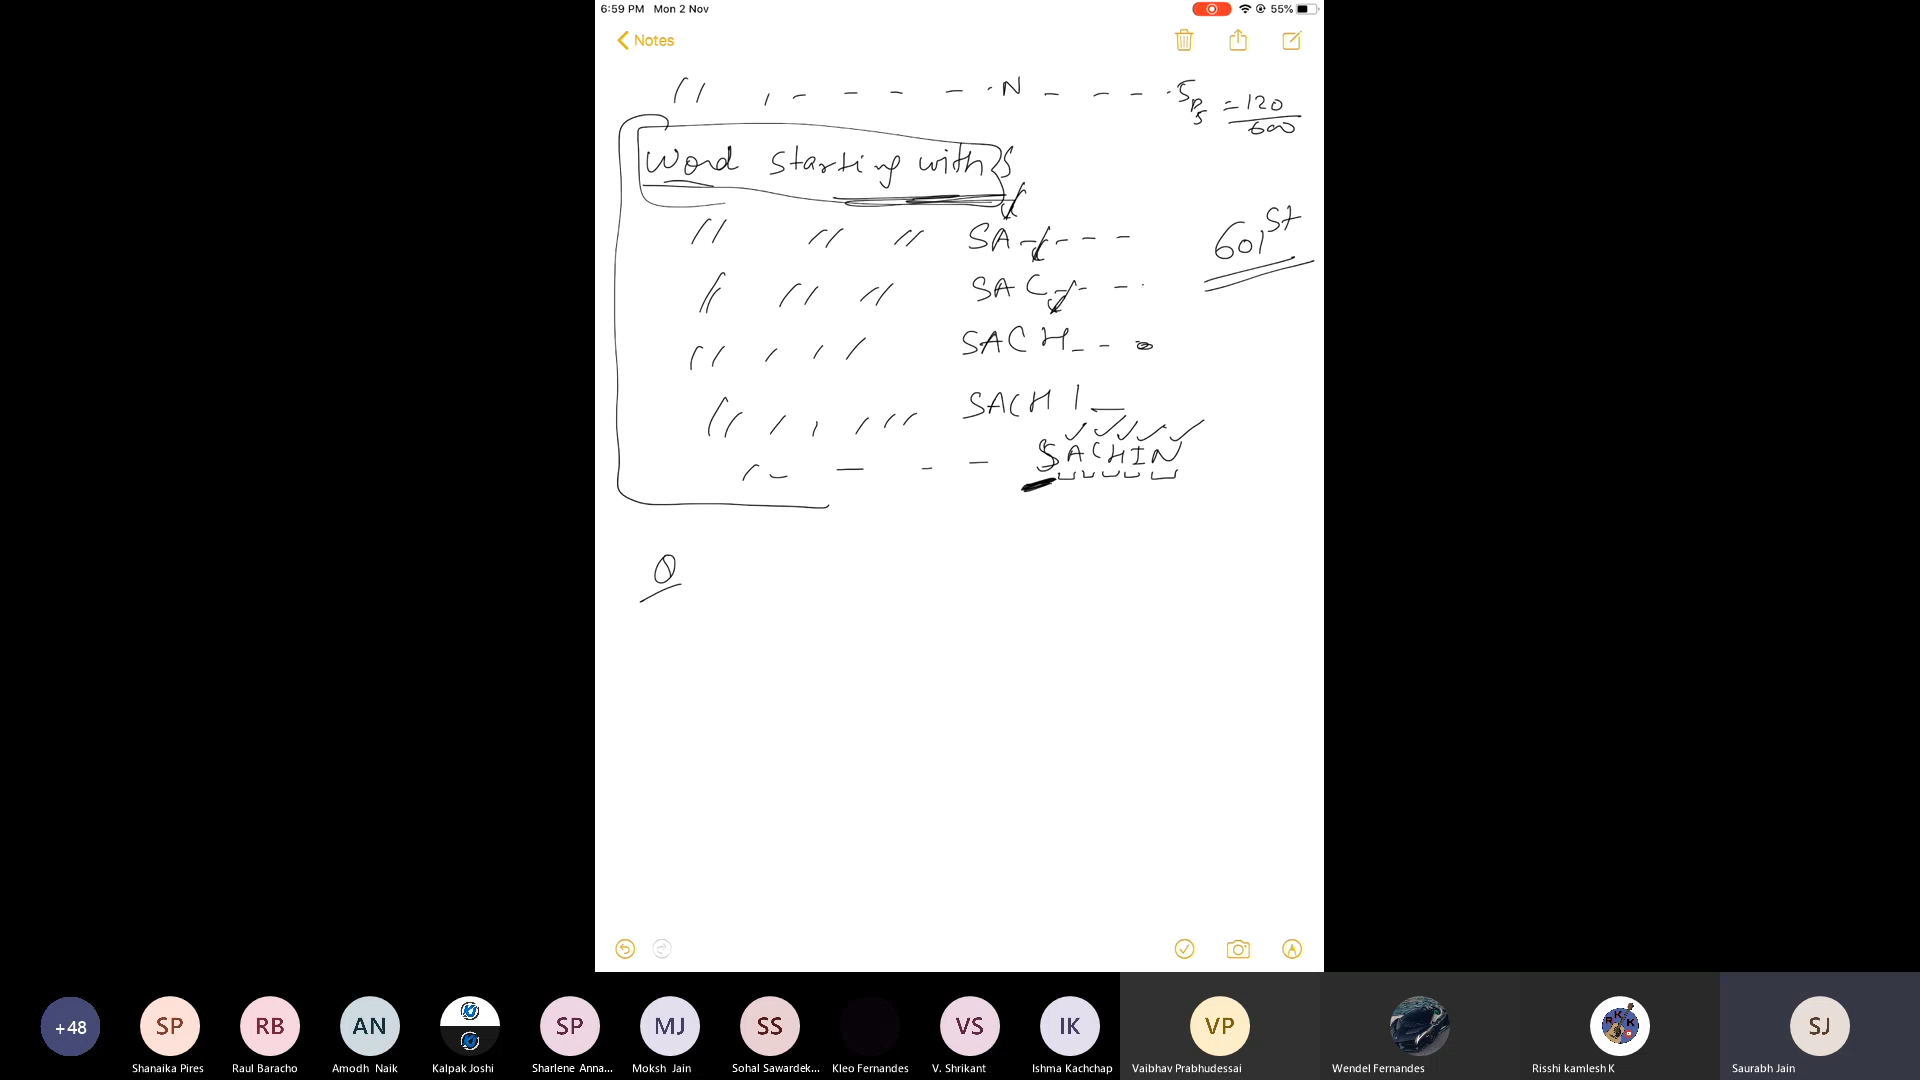 6:59 PM Mon 2 Nov 55%
Notes
" , - - - - N - - - - 5P5 = 120
600
Word starting with S
" " " SA - - - - 601st
" " " SAC - - -
" , , " SACH - - -
" , , , , , SACHI _
" - - - - SACHIN
Q
+48
SP RB AN SP MJ SS VS IK VP RKK SJ
Shanaika Pires Raul Baracho Amodh Naik Kalpak Joshi Sharlene Anna... Moksh Jain Sohal Sawardek... Kleo Fernandes V. Shrikant Ishma Kachchap Vaibhav Prabhudessai Wendel Fernandes Risshi kamlesh K Saurabh Jain